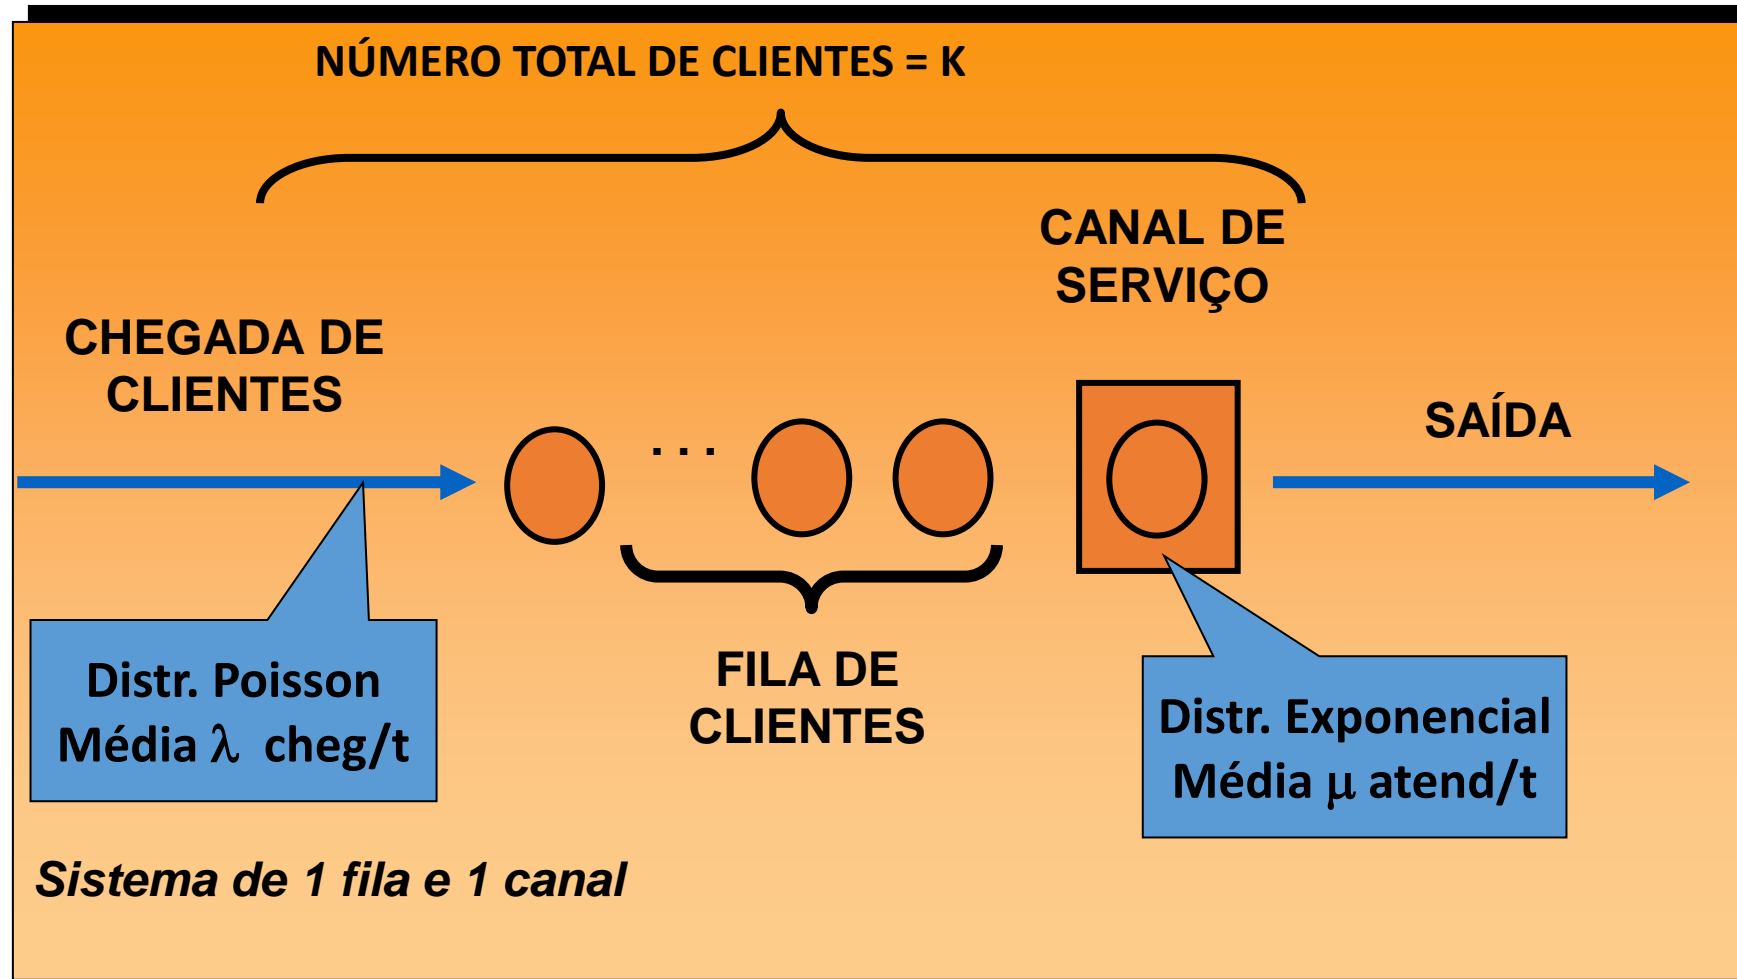 NÚMERO TOTAL DE CLIENTES = K
CANAL DE
SERVIÇO
CHEGADA DE
CLIENTES
. . .
SAÍDA
Distr. Poisson
Média λ cheg/t
FILA DE
CLIENTES
Distr. Exponencial
Média μ atend/t
Sistema de 1 fila e 1 canal